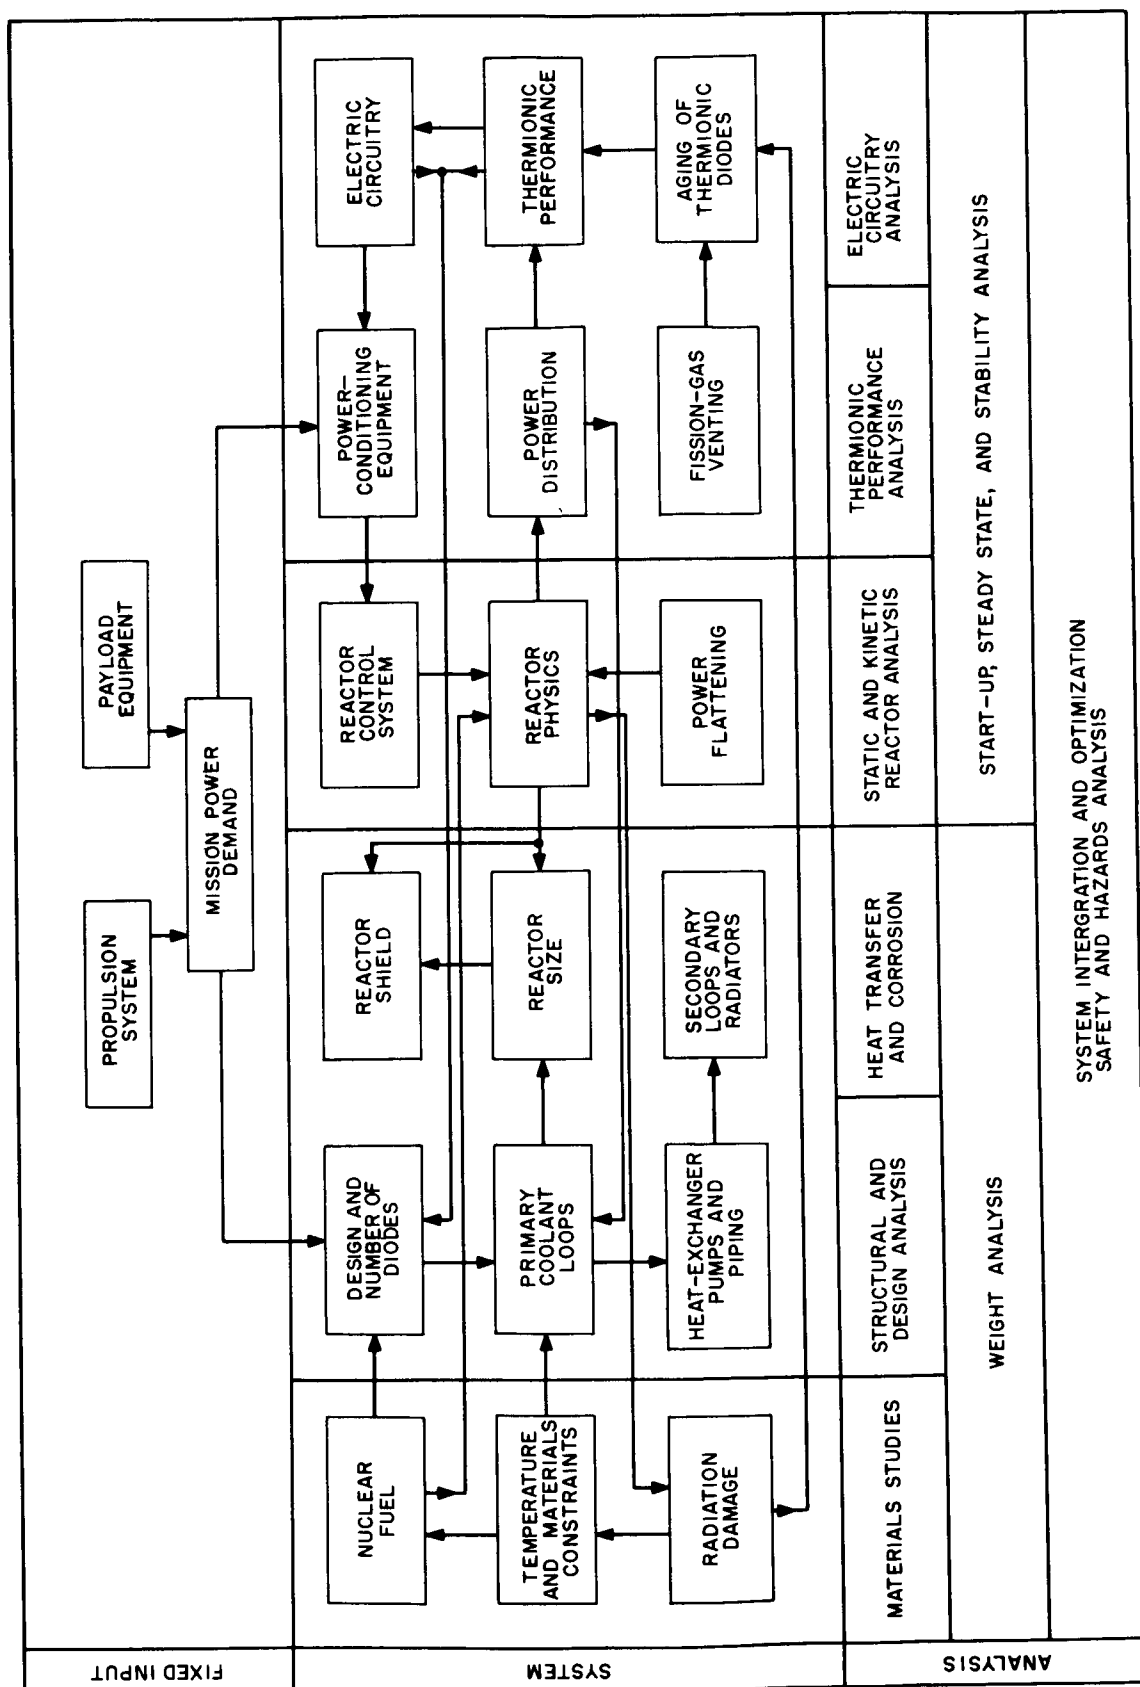 FIXED INPUT
PROPULSION
SYSTEM
PAYLOAD
EQUIPMENT
MISSION POWER
DEMAND
SYSTEM
NUCLEAR
FUEL
DESIGN AND
NUMBER OF
DIODES
REACTOR
SHIELD
REACTOR
CONTROL
SYSTEM
POWER—
CONDITIONING
EQUIPMENT
ELECTRIC
CIRCUITRY
TEMPERATURE
AND MATERIALS
CONSTRAINTS
PRIMARY
COOLANT
LOOPS
REACTOR
SIZE
REACTOR
PHYSICS
POWER
DISTRIBUTION
THERMIONIC
PERFORMANCE
RADIATION
DAMAGE
HEAT-EXCHANGER
PUMPS AND
PIPING
SECONDARY
LOOPS AND
RADIATORS
POWER
FLATTENING
FISSION-GAS
VENTING
AGING OF
THERMIONIC
DIODES
ANALYSIS
MATERIALS STUDIES
STRUCTURAL AND
DESIGN ANALYSIS
HEAT TRANSFER
AND CORROSION
STATIC AND KINETIC
REACTOR ANALYSIS
THERMIONIC
PERFORMANCE
ANALYSIS
ELECTRIC
CIRCUITRY
ANALYSIS
WEIGHT ANALYSIS
START-UP, STEADY STATE, AND STABILITY ANALYSIS
SYSTEM INTERGRATION AND OPTIMIZATION
SAFETY AND HAZARDS ANALYSIS